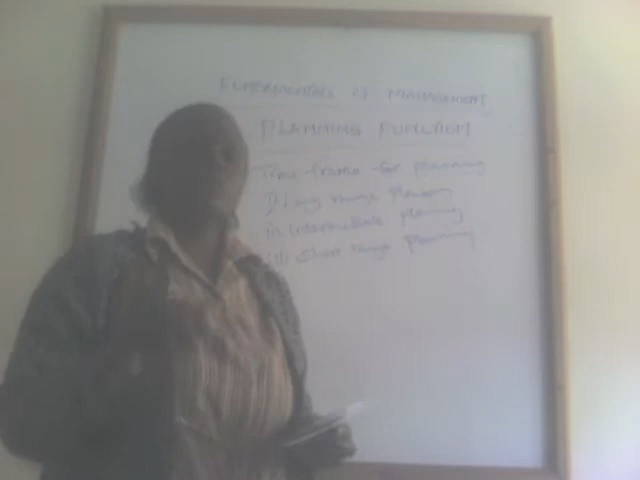 FUNDAMENTALS OF MANAGEMENT
PLANNING FUNCTION
Time frame for planning
i) Long range planning
ii) Intermediate planning
iii) Short range planning